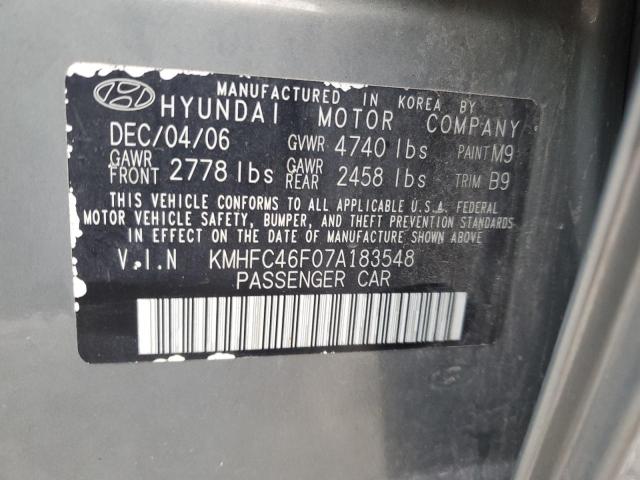 MANUFACTURED IN KOREA BY
HYUNDAI MOTOR COMPANY
DEC/04/06 GVWR 4740 lbs PAINT M9
GAWR FRONT 2778 lbs GAWR REAR 2458 lbs TRIM B9
THIS VEHICLE CONFORMS TO ALL APPLICABLE U.S.A. FEDERAL
MOTOR VEHICLE SAFETY, BUMPER, AND THEFT PREVENTION STANDARDS
IN EFFECT ON THE DATE OF MANUFACTURE SHOWN ABOVE.
V.I.N KMHFC46F07A183548
PASSENGER CAR